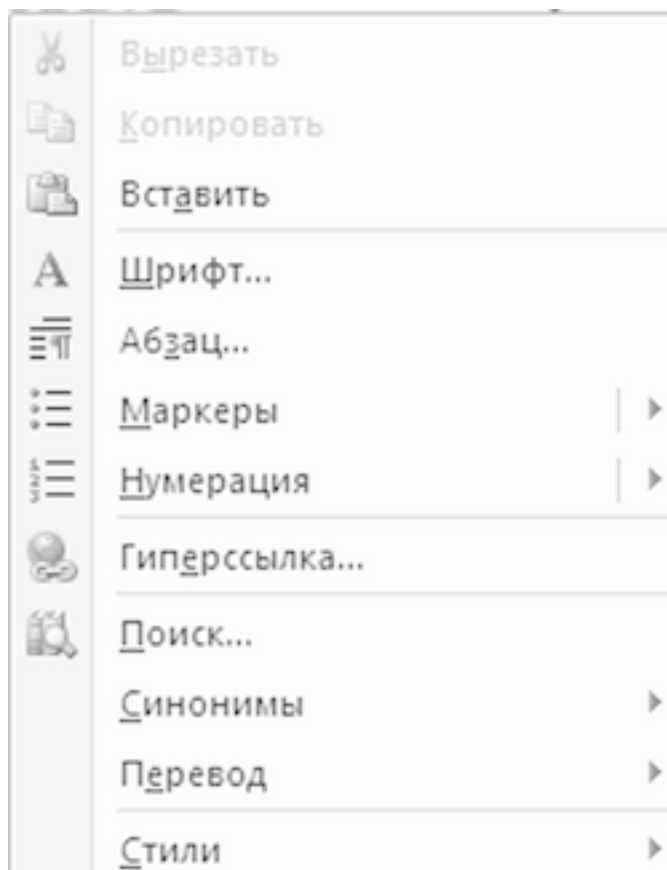 Вырезать
Копировать
Вставить
Шрифт...
Абзац...
Маркеры
Нумерация
Гиперссылка...
Поиск...
Синонимы
Перевод
Стили